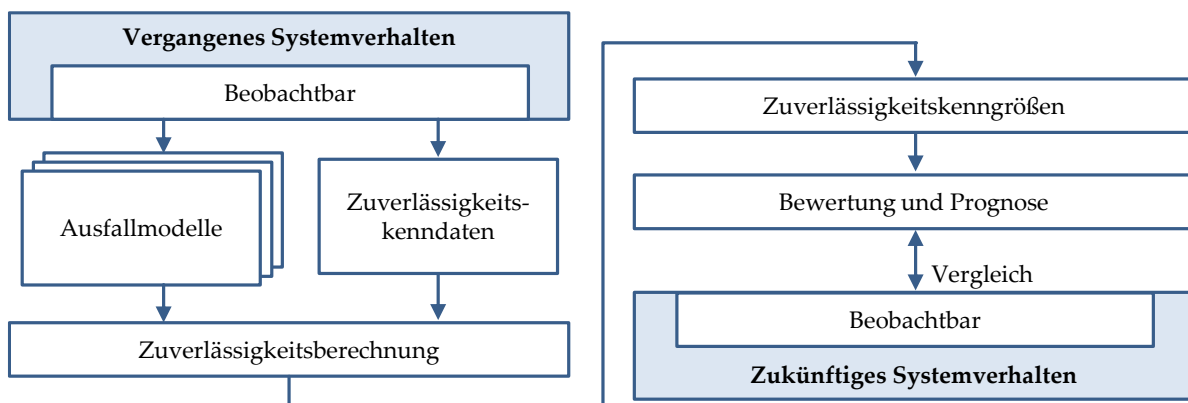 Vergangenes Systemverhalten
Beobachtbar
Ausfallmodelle
Zuverlässigkeits-
kenndaten
Zuverlässigkeitsberechnung
Zuverlässigkeitskenngrößen
Bewertung und Prognose
Vergleich
Beobachtbar
Zukünftiges Systemverhalten